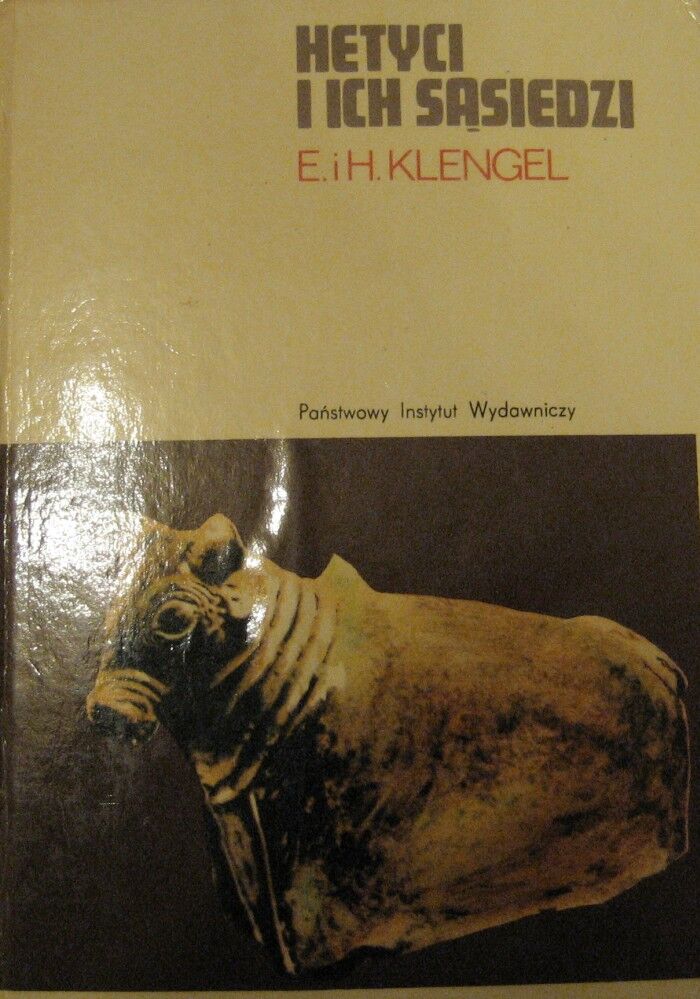 HETYCI
I ICH SĄSIEDZI
E. i H. KLENGEL
Państwowy Instytut Wydawniczy